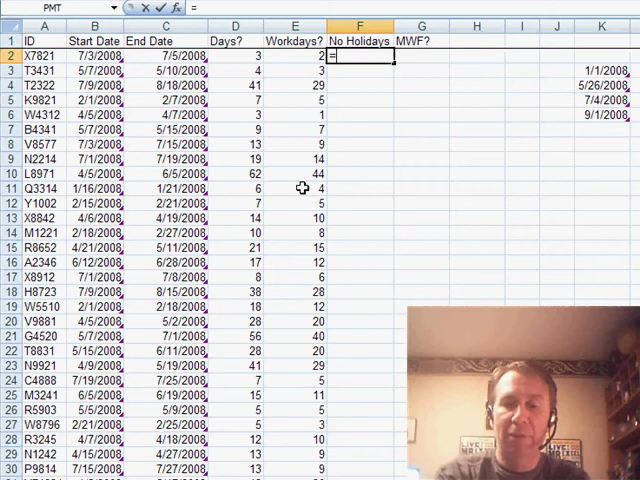 PMT =
A B C D E F G H I J K
1 ID Start Date End Date Days? Workdays? No Holidays MWF?
2 X7821 7/3/2008 7/5/2008 3 2 =
3 T3431 5/7/2008 5/10/2008 4 3 1/1/2008
4 T2322 7/9/2008 8/18/2008 41 29 5/26/2008
5 K9821 2/1/2008 2/7/2008 7 5 7/4/2008
6 W4312 4/5/2008 4/7/2008 3 1 9/1/2008
7 B4341 5/7/2008 5/15/2008 9 7
8 V8577 7/1/2008 7/13/2008 13 9
9 N2214 7/1/2008 7/19/2008 19 14
10 L8971 4/5/2008 6/5/2008 62 44
11 Q3314 1/16/2008 1/21/2008 6 4
12 Y1002 2/15/2008 2/21/2008 7 5
13 X8842 4/6/2008 4/19/2008 14 10
14 M1221 2/18/2008 2/27/2008 10 8
15 R8652 4/21/2008 5/11/2008 21 15
16 A2346 6/12/2008 6/28/2008 17 12
17 X8912 7/1/2008 7/8/2008 8 6
18 H8723 7/9/2008 8/15/2008 38 28
19 W5510 2/1/2008 2/18/2008 18 12
20 V9881 4/5/2008 5/2/2008 28 20
21 G4520 5/7/2008 7/1/2008 56 40
22 T8831 5/15/2008 6/11/2008 28 20
23 N9921 4/9/2008 5/19/2008 41 29
24 C4888 7/19/2008 7/25/2008 7 5
25 M3241 6/5/2008 6/19/2008 15 11
26 R5903 5/5/2008 5/9/2008 5 5
27 W8796 2/21/2008 2/25/2008 5 3
28 R3245 4/7/2008 4/18/2008 12 10
29 N1242 4/15/2008 4/27/2008 13 9
30 P9814 7/15/2008 7/27/2008 13 9